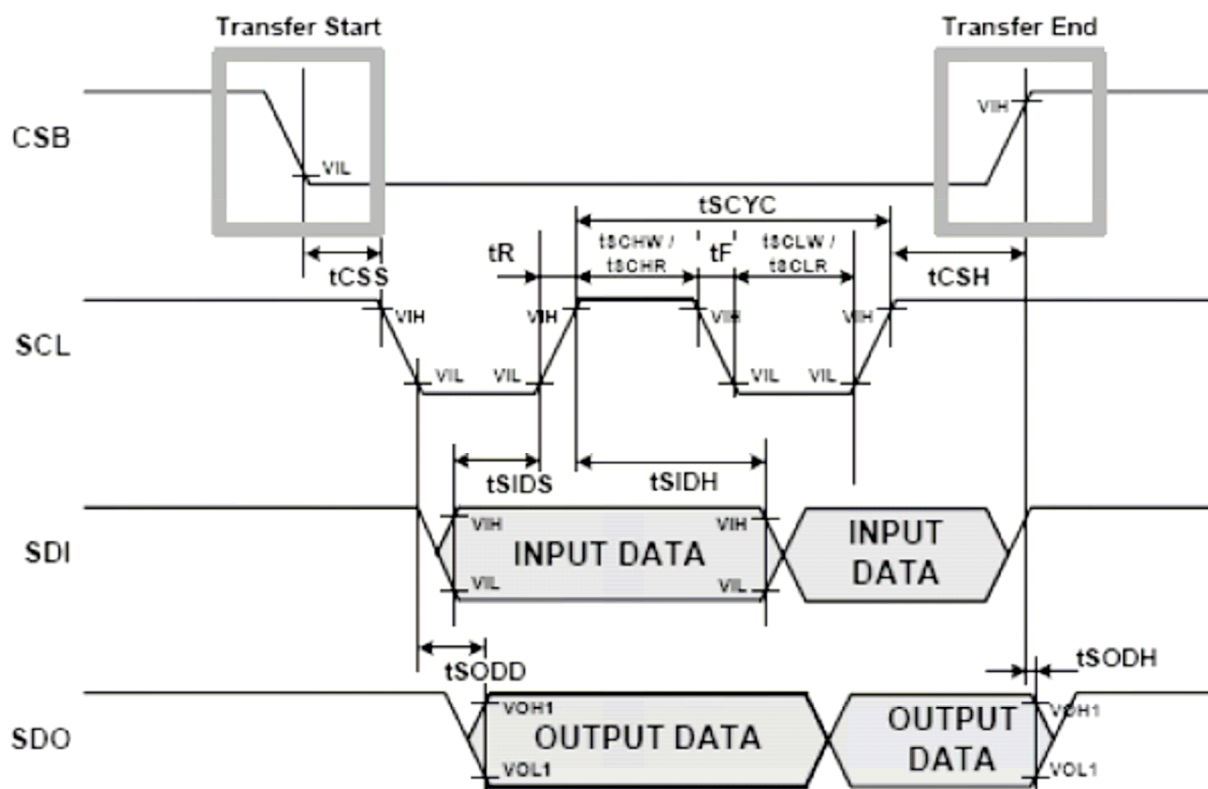 Transfer Start
Transfer End
CSB
VIL
VIH
tSCYC
tR
tSCHW /
tSCHR
tF
tSCLW /
tSCLR
tCSS
tCSH
SCL
VIH
VIH
VIH
VIH
VIL
VIL
VIL
VIL
tSIDS
tSIDH
SDI
VIH
VIH
INPUT DATA
INPUT
DATA
VIL
VIL
tSODD
tSODH
SDO
VOH1
VOH1
OUTPUT DATA
OUTPUT
DATA
VOL1
VOL1